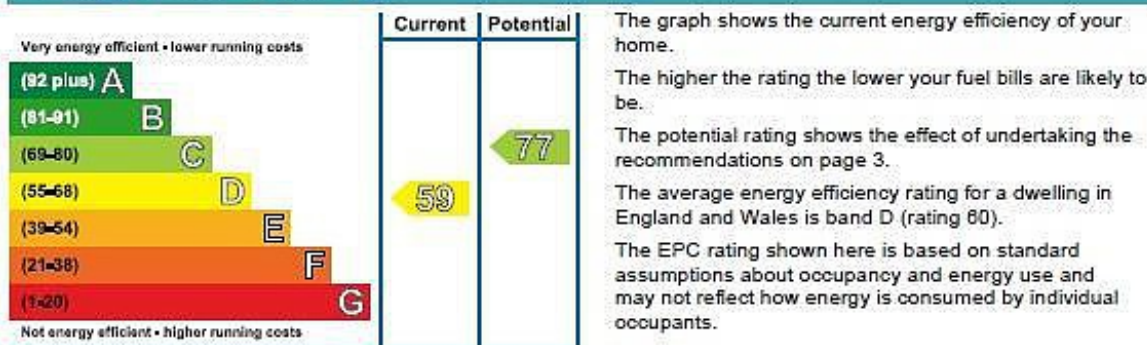 Current Potential
Very energy efficient • lower running costs
(92 plus) A
(81-91) B
(69-80) C
77
(55-68) D
59
(39-54) E
(21-38) F
(1-20) G
Not energy efficient • higher running costs
The graph shows the current energy efficiency of your
home.
The higher the rating the lower your fuel bills are likely to
be.
The potential rating shows the effect of undertaking the
recommendations on page 3.
The average energy efficiency rating for a dwelling in
England and Wales is band D (rating 60).
The EPC rating shown here is based on standard
assumptions about occupancy and energy use and
may not reflect how energy is consumed by individual
occupants.